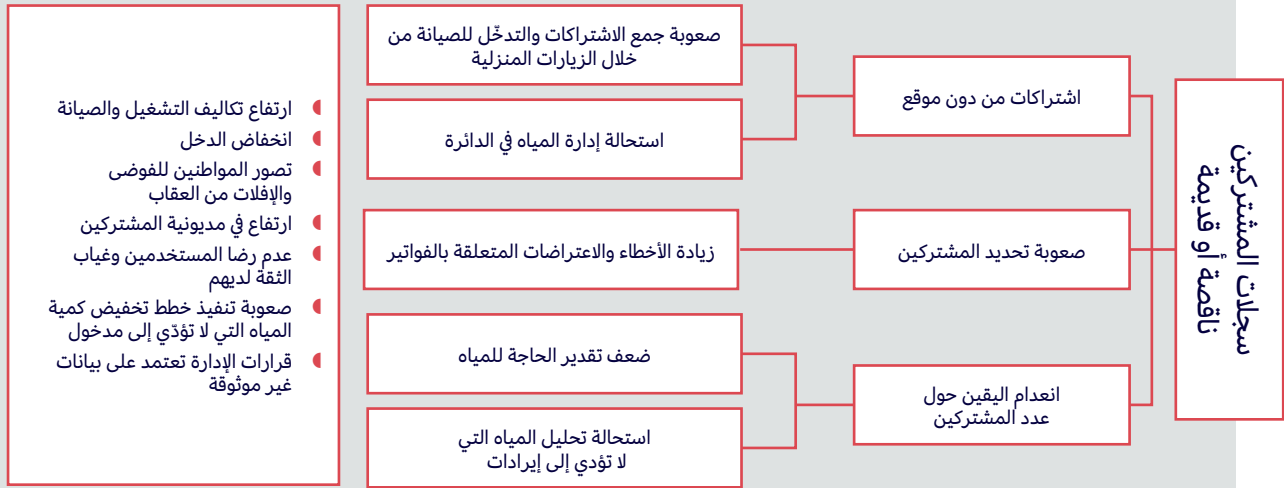 سجلات المشتركين
ناقصة أو قديمة
اشتراكات من دون موقع
صعوبة تحديد المشتركين
انعدام اليقين حول
عدد المشتركين
صعوبة جمع الاشتراكات والتدخّل للصيانة من
خلال الزيارات المنزلية
استحالة إدارة المياه في الدائرة
زيادة الأخطاء والاعتراضات المتعلقة بالفواتير
ضعف تقدير الحاجة للمياه
استحالة تحليل المياه التي
لا تؤدي إلى إيرادات
ارتفاع تكاليف التشغيل والصيانة
انخفاض الدخل
تصور المواطنين للفوضى
والإفلات من العقاب
ارتفاع في مديونية المشتركين
عدم رضا المستخدمين وغياب
الثقة لديهم
صعوبة تنفيذ خطط تخفيض كمية
المياه التي لا تؤدّي إلى مدخول
قرارات الإدارة تعتمد على بيانات
غير موثوقة